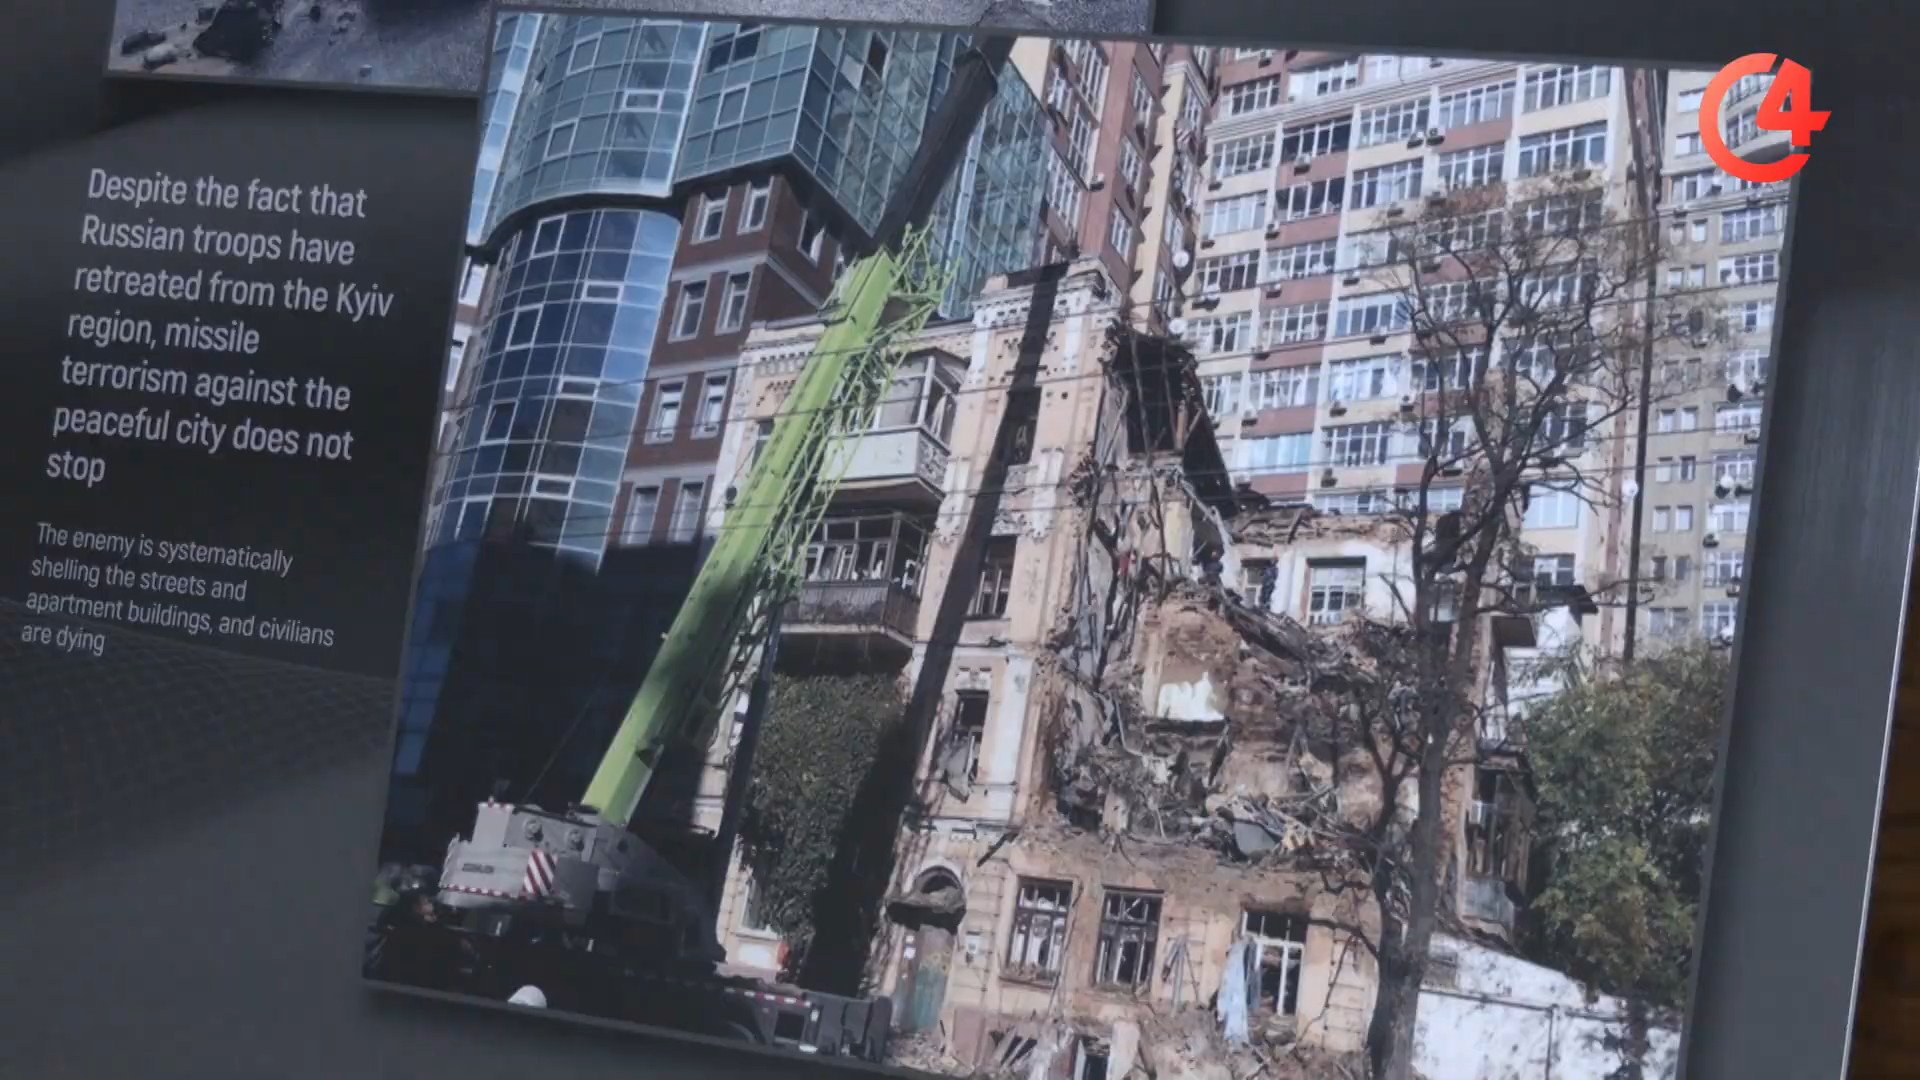 C4
Despite the fact that
Russian troops have
retreated from the Kyiv
region, missile
terrorism against the
peaceful city does not
stop
The enemy is systematically
shelling the streets and
apartment buildings, and civilians
are dying